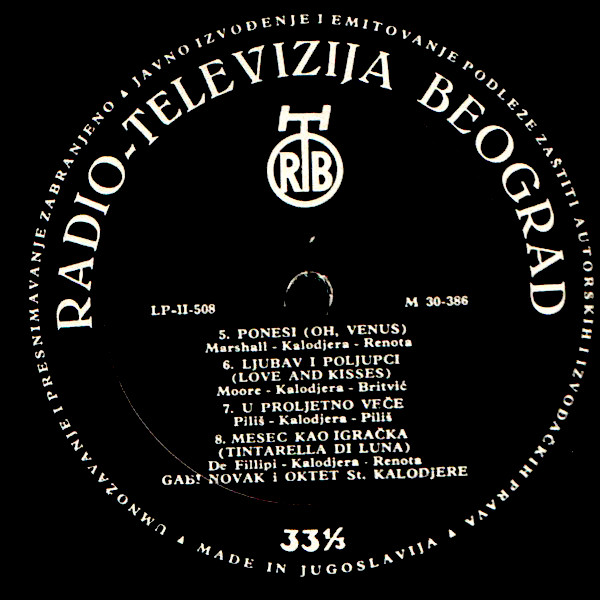 UMNOŽAVANJE I PRESNIMAVANJE ZABRANJENO ▲ JAVNO IZVOĐENJE I EMITOVANJE PODLEŽE ZAŠTITI AUTORSKIH I IZVOĐAČKIH PRAVA ▲
RADIO-TELEVIZIJA BEOGRAD
RTB
LP-II-508
M 30-386
5. PONESI (OH, VENUS)
Marshall - Kalodjera - Renota
6. LJUBAV I POLJUPCI
(LOVE AND KISSES)
Moore - Kalodjera - Britvić
7. U PROLJETNO VEČE
Piliš - Kalodjera - Piliš
8. MESEC KAO IGRAČKA
(TINTARELLA DI LUNA)
De Fillipi - Kalodjera - Renota
GABI NOVAK i OKTET St. KALODJERE
33⅓
▲ MADE IN JUGOSLAVIJA ▲